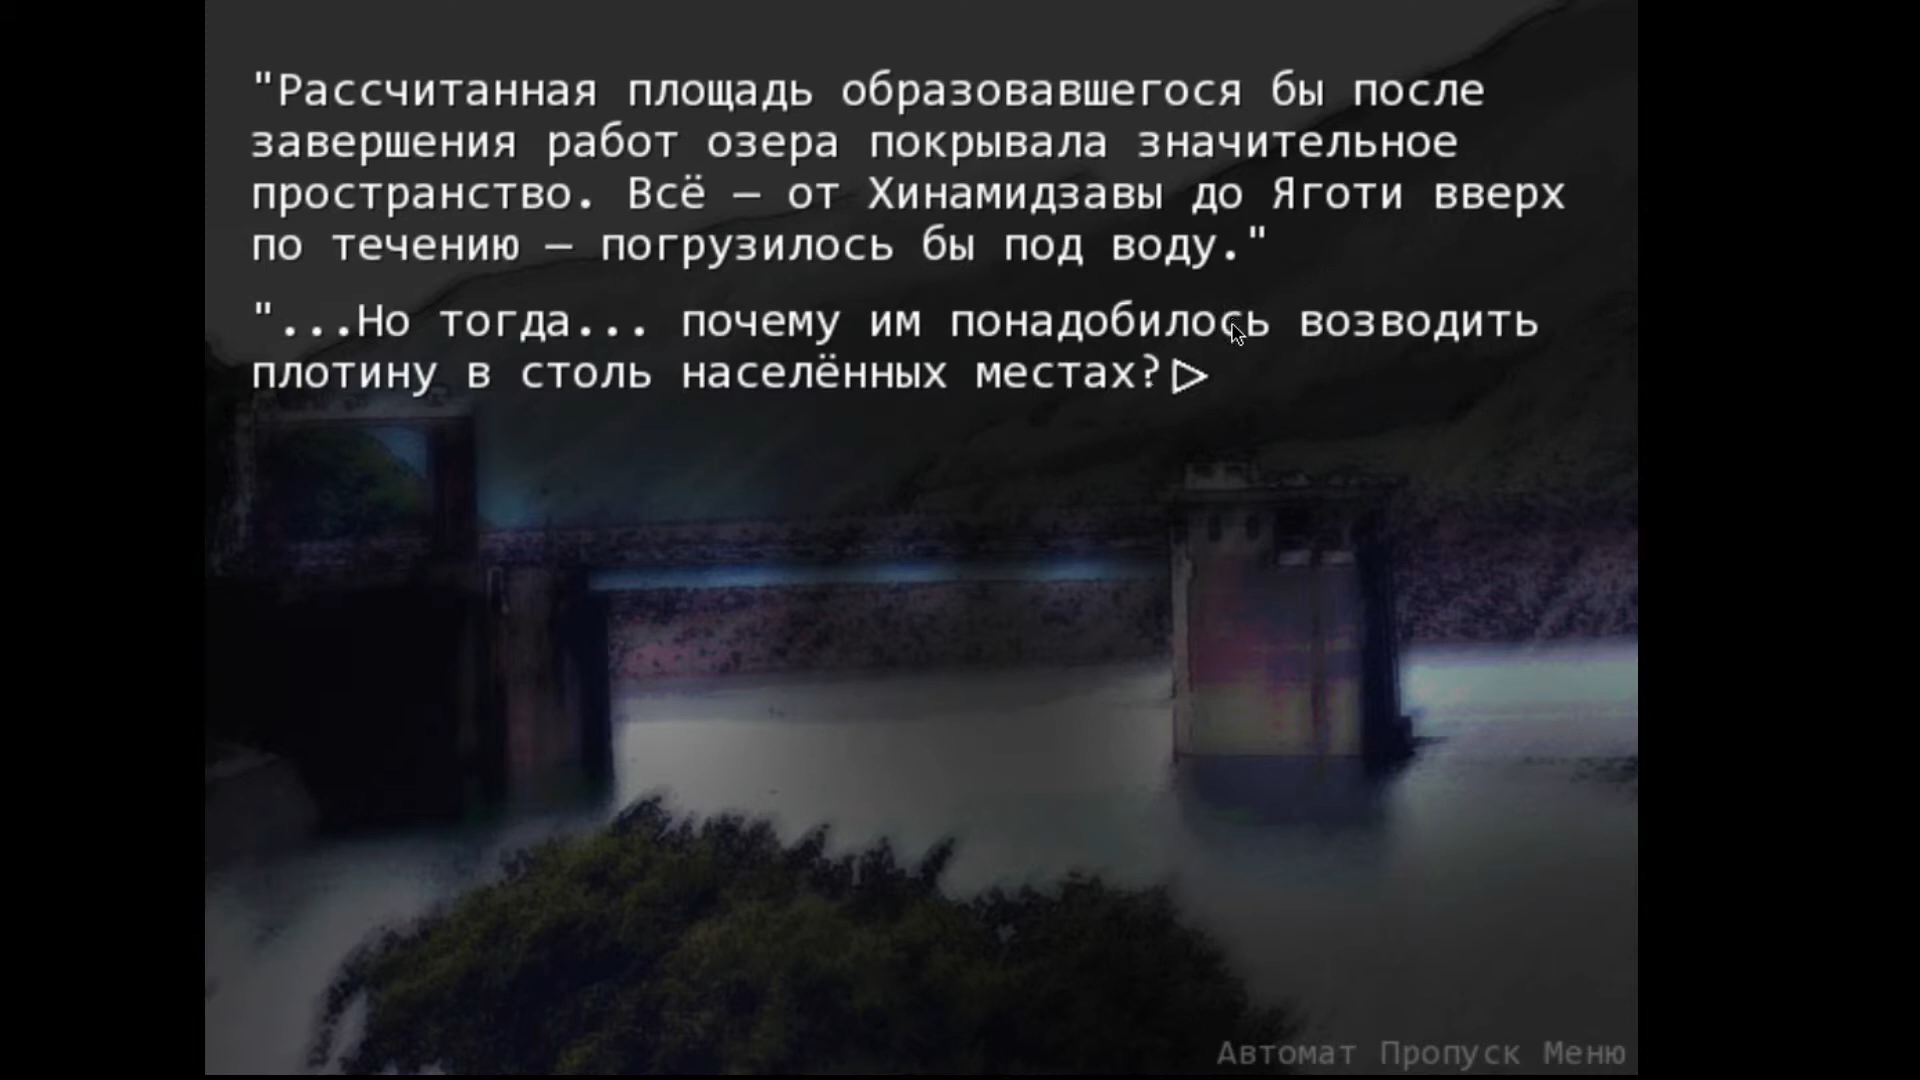 "Рассчитанная площадь образовавшегося бы после
завершения работ озера покрывала значительное
пространство. Всё — от Хинамидзавы до Яготи вверх
по течению — погрузилось бы под воду."
"...Но тогда... почему им понадобилось возводить
плотину в столь населённых местах?
Автомат Пропуск Меню